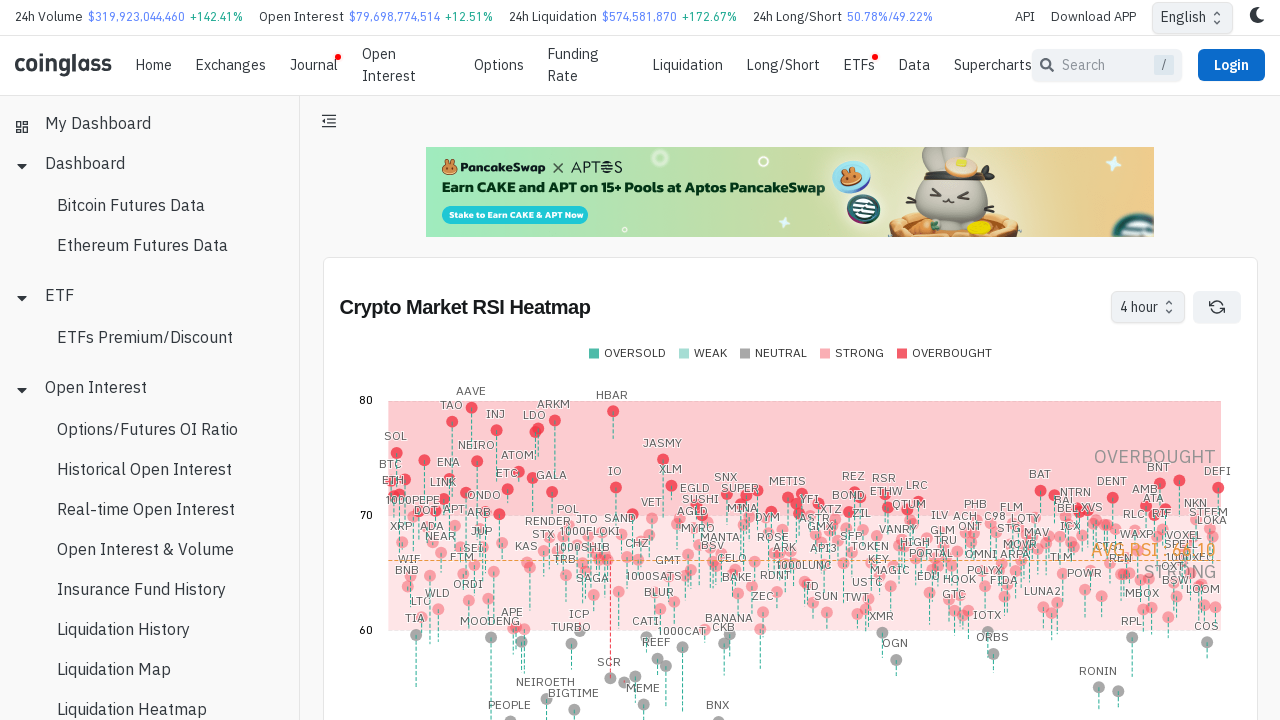 24h Volume $319,923,044,460 +142.41% Open Interest $79,698,774,514 +12.51% 24h Liquidation $574,581,870 +172.67% 24h Long/Short 50.78%/49.22% API Download APP English
coinglass Home Exchanges Journal Open Interest Options Funding Rate Liquidation Long/Short ETFs Data Supercharts Search / Login
My Dashboard
Dashboard
Bitcoin Futures Data
Ethereum Futures Data
ETF
ETFs Premium/Discount
Open Interest
Options/Futures OI Ratio
Historical Open Interest
Real-time Open Interest
Open Interest & Volume
Insurance Fund History
Liquidation History
Liquidation Map
Liquidation Heatmap
PancakeSwap × APTOS
Earn CAKE and APT on 15+ Pools at Aptos PancakeSwap
Stake to Earn CAKE & APT Now
Crypto Market RSI Heatmap
4 hour
OVERSOLD WEAK NEUTRAL STRONG OVERBOUGHT
80
AAVE
HBAR
TAO
ARKM
INJ
LDO
SOL
NEIRO
JASMY
OVERBOUGHT
ATOM
BTC
ENA
XLM
IO
BNT
DEFI
ETH
LINK
ETC
GALA
SNX
METIS
REZ
RSR
BAT
DENT
EGLD
SUPER
ETHW
LRC
NTRN
AMB
1000PEPE
ONDO
VET
SUSHI
YFI
BOND
ATA
NKN
DOT
APT
ARB
POL
AGLD
MINA
XTZ
QTUM
PHB
FLM
BEL
XVS
RLC
RIF
STEEM
70
XRP
ADA
RENDER
JTO
SAND
MYRO
DYM
ASTR
ZIL
ILV
ACH
C98
LQTY
LOKA
NEAR
JUP
STX
1000FLOKI
MANTA
ROSE
GMX
SFP
VANRY
GLM
ONT
STG
MAV
ICX
WAXP
VOXEL
SEI
KAS
1000SHIB
CHZ
BSV
ARK
API3
TOKEN
HIGH
TRU
MOVR
SPELL
WIF
FTM
TRB
GMT
CELO
1000LUNC
KEY
PORTAL
OMNI
ARPA
TLM
REN
BNB
ORDI
SAGA
1000SATS
BAKE
RDNT
ID
USTC
MAGIC
EDU
HOOK
POLYX
FIDA
POWR
STRONG
BSW
LTC
WLD
BLUR
ZEC
SUN
TWT
GTC
LUNA2
MBOX
LOOM
60
TIA
MOODENG
APE
ICP
TURBO
CATI
1000CAT
BANANA
CKB
XMR
IOTX
RPL
COS
SCR
REEF
OGN
ORBS
RONIN
NEIROETH
BIGTIME
MEME
PEOPLE
BNX